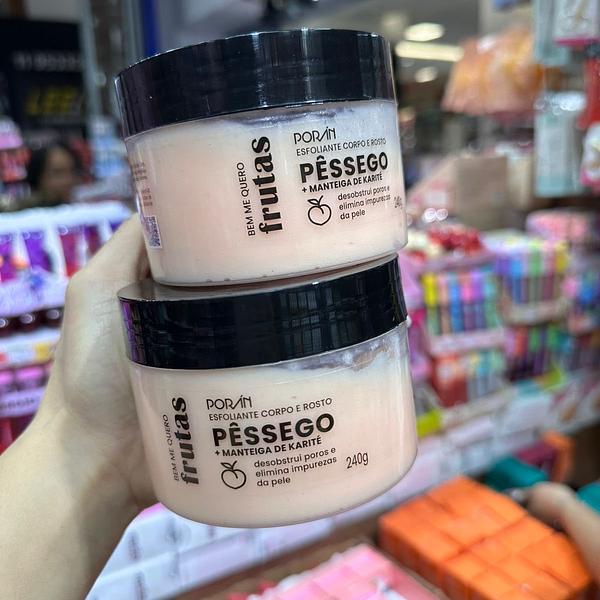 BEM ME QUERO
frutas
PORÁN
ESFOLIANTE CORPO E ROSTO
PÊSSEGO
+ MANTEIGA DE KARITÉ
desobstrui poros e
elimina impurezas
da pele
240g
BEM ME QUERO
frutas
PORÁN
ESFOLIANTE CORPO E ROSTO
PÊSSEGO
+ MANTEIGA DE KARITÉ
desobstrui poros e
elimina impurezas
da pele
240g